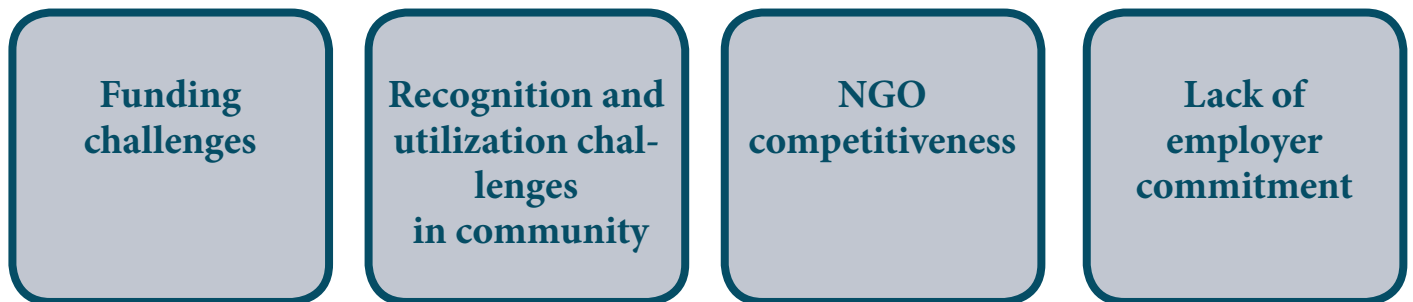 Funding
challenges
Recognition and
utilization chal-
lenges
in community
NGO
competitiveness
Lack of
employer
commitment